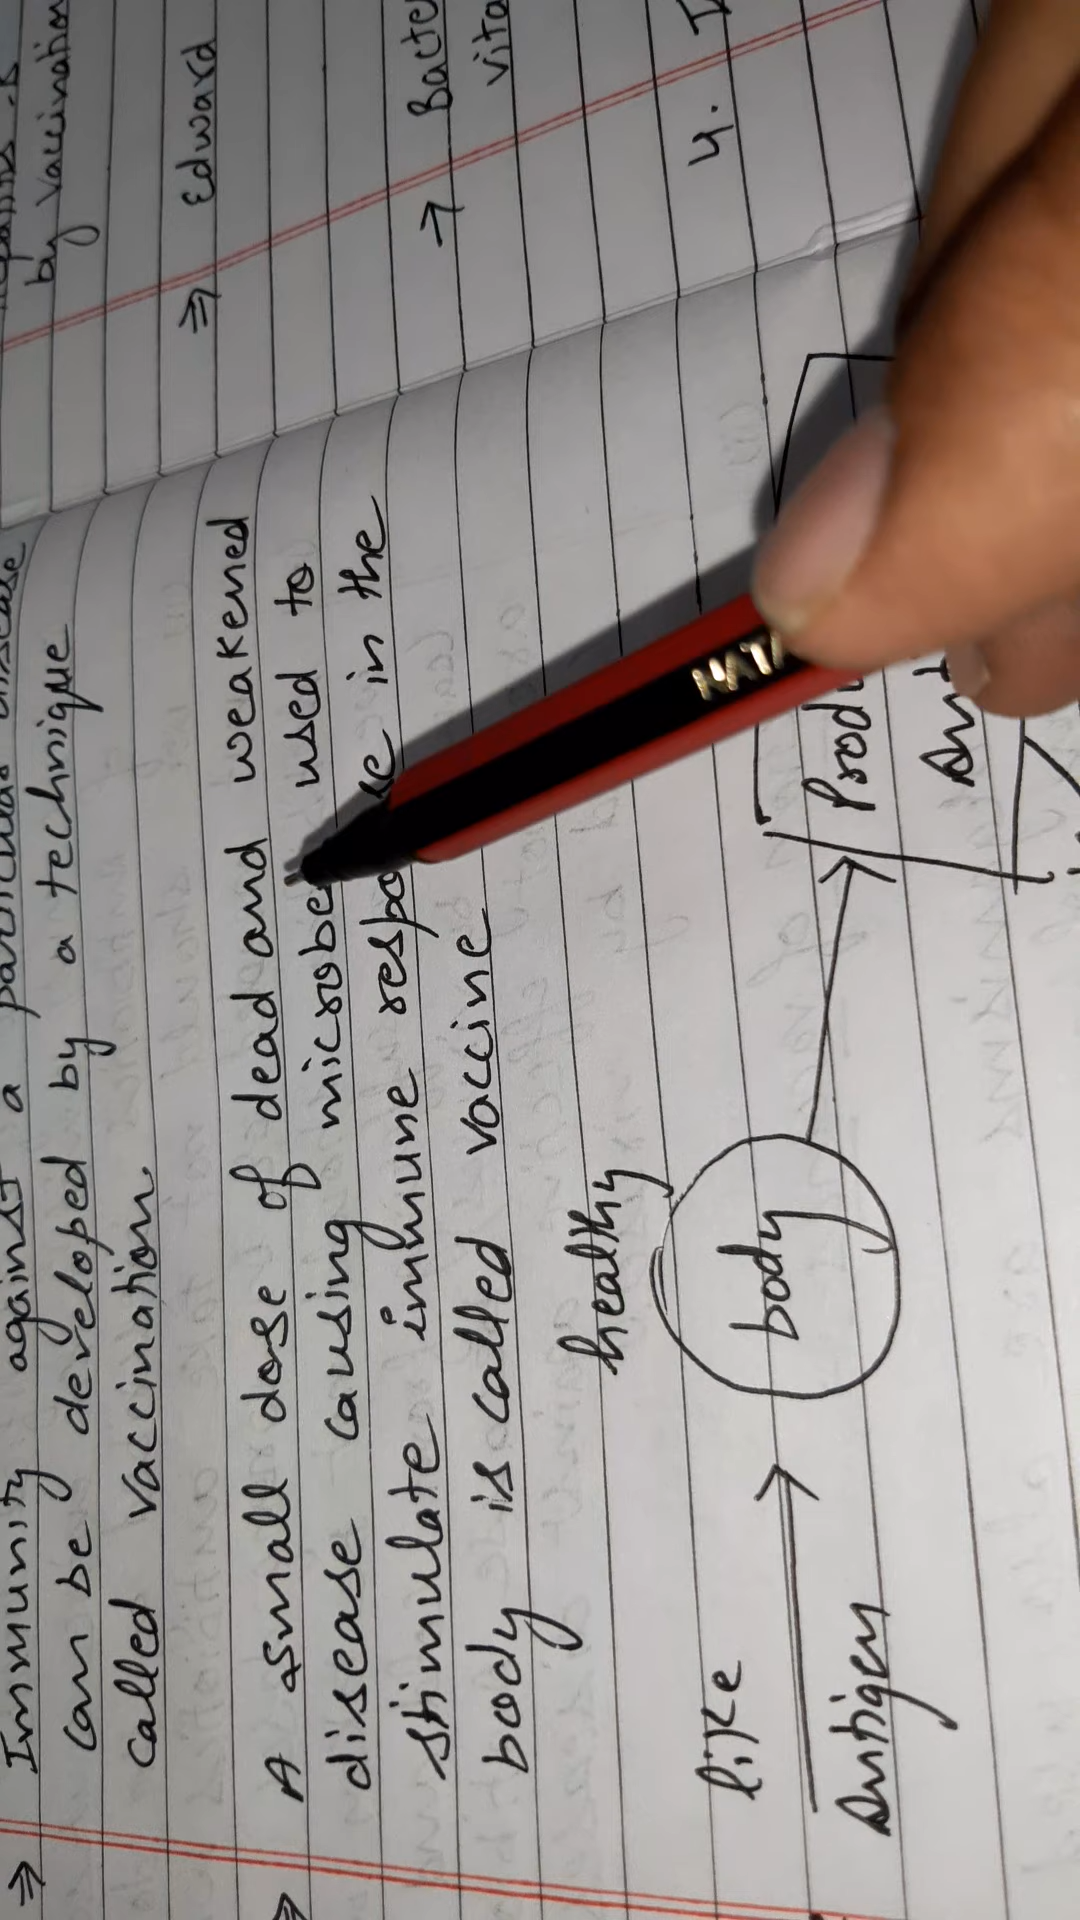 ⇒ Immunity against a particular disease
can be developed by a technique
called vaccination.
⇒ A small dose of dead and weakened
disease causing microbe used to
stimulate immune response in the
body is called vaccine
healthy
like
Antigen
body
by vaccination
⇒ Edward
→
4.